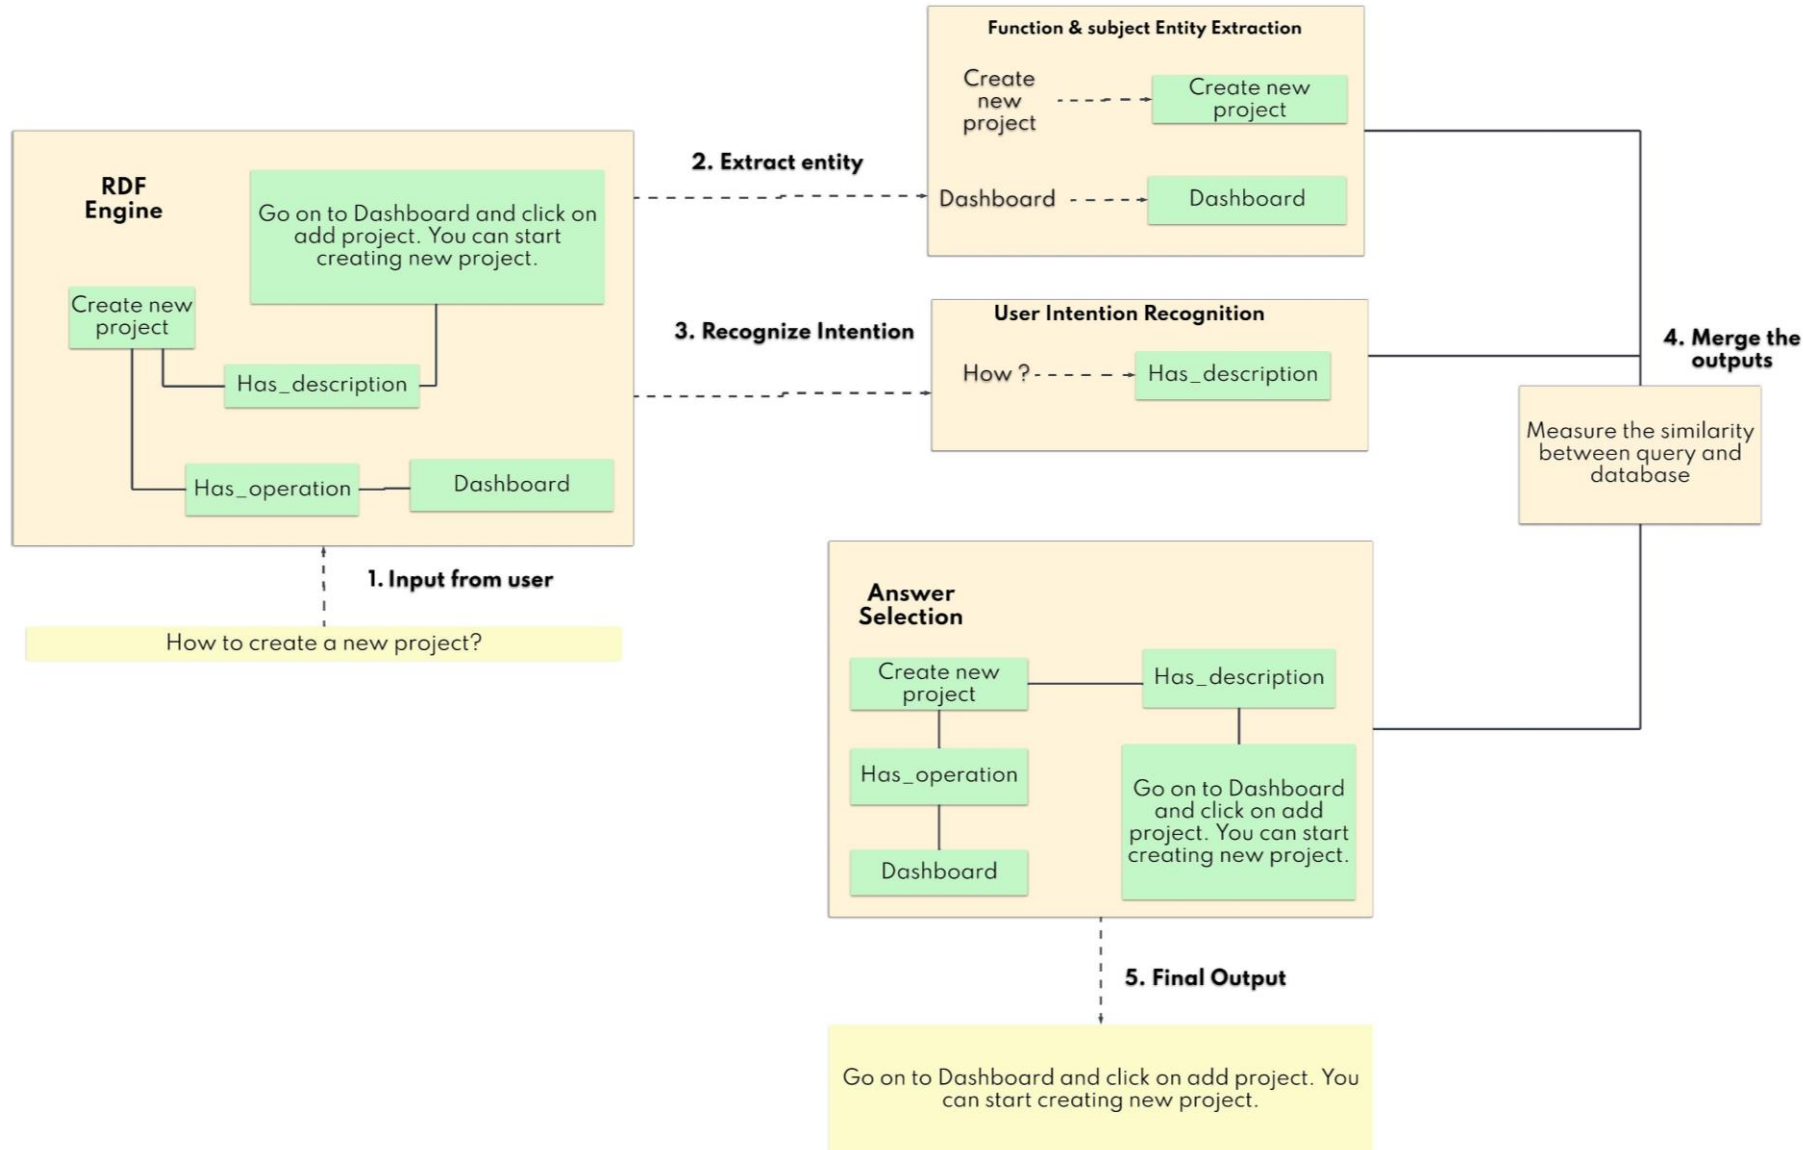 Function & subject Entity Extraction
Create
new
project
Create new
project
Dashboard
Dashboard
2. Extract entity
RDF
Engine
Go on to Dashboard and click on
add project. You can start
creating new project.
Create new
project
Has_description
Has_operation
Dashboard
3. Recognize Intention
User Intention Recognition
How ?
Has_description
4. Merge the
outputs
Measure the similarity
between query and
database
1. Input from user
How to create a new project?
Answer
Selection
Create new
project
Has_description
Has_operation
Go on to Dashboard
and click on add
project. You can start
creating new project.
Dashboard
5. Final Output
Go on to Dashboard and click on add project. You
can start creating new project.